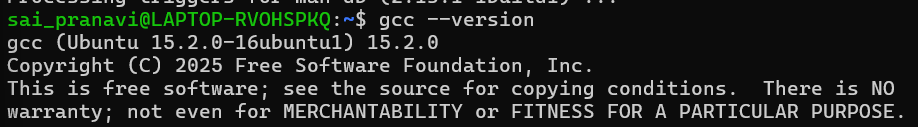 sai_pranavi@LAPTOP-RVOHSPKQ:~$ gcc --version
gcc (Ubuntu 15.2.0-16ubuntu1) 15.2.0
Copyright (C) 2025 Free Software Foundation, Inc.
This is free software; see the source for copying conditions.  There is NO
warranty; not even for MERCHANTABILITY or FITNESS FOR A PARTICULAR PURPOSE.